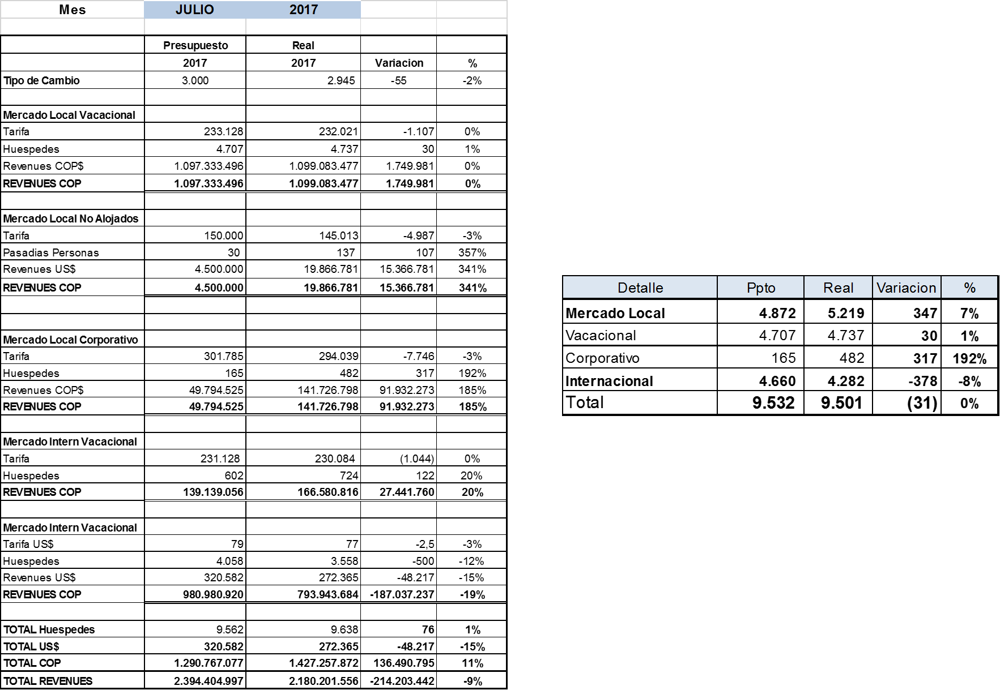 Mes JULIO 2017
Presupuesto Real
2017 2017 Variacion %
Tipo de Cambio 3.000 2.945 -55 -2%
Mercado Local Vacacional
Tarifa 233.128 232.021 -1.107 0%
Huespedes 4.707 4.737 30 1%
Revenues COP$ 1.097.333.496 1.099.083.477 1.749.981 0%
REVENUES COP 1.097.333.496 1.099.083.477 1.749.981 0%
Mercado Local No Alojados
Tarifa 150.000 145.013 -4.987 -3%
Pasadias Personas 30 137 107 357%
Revenues US$ 4.500.000 19.866.781 15.366.781 341%
REVENUES COP 4.500.000 19.866.781 15.366.781 341%
Mercado Local Corporativo
Tarifa 301.785 294.039 -7.746 -3%
Huespedes 165 482 317 192%
Revenues COP$ 49.794.525 141.726.798 91.932.273 185%
REVENUES COP 49.794.525 141.726.798 91.932.273 185%
Mercado Intern Vacacional
Tarifa 231.128 230.084 (1.044) 0%
Huespedes 602 724 122 20%
REVENUES COP 139.139.056 166.580.816 27.441.760 20%
Mercado Intern Vacacional
Tarifa US$ 79 77 -2,5 -3%
Huespedes 4.058 3.558 -500 -12%
Revenues US$ 320.582 272.365 -48.217 -15%
REVENUES COP 980.980.920 793.943.684 -187.037.237 -19%
TOTAL Huespedes 9.562 9.638 76 1%
TOTAL US$ 320.582 272.365 -48.217 -15%
TOTAL COP 1.290.767.077 1.427.257.872 136.490.795 11%
TOTAL REVENUES 2.394.404.997 2.180.201.556 -214.203.442 -9%
Detalle Ppto Real Variacion %
Mercado Local 4.872 5.219 347 7%
Vacacional 4.707 4.737 30 1%
Corporativo 165 482 317 192%
Internacional 4.660 4.282 -378 -8%
Total 9.532 9.501 (31) 0%